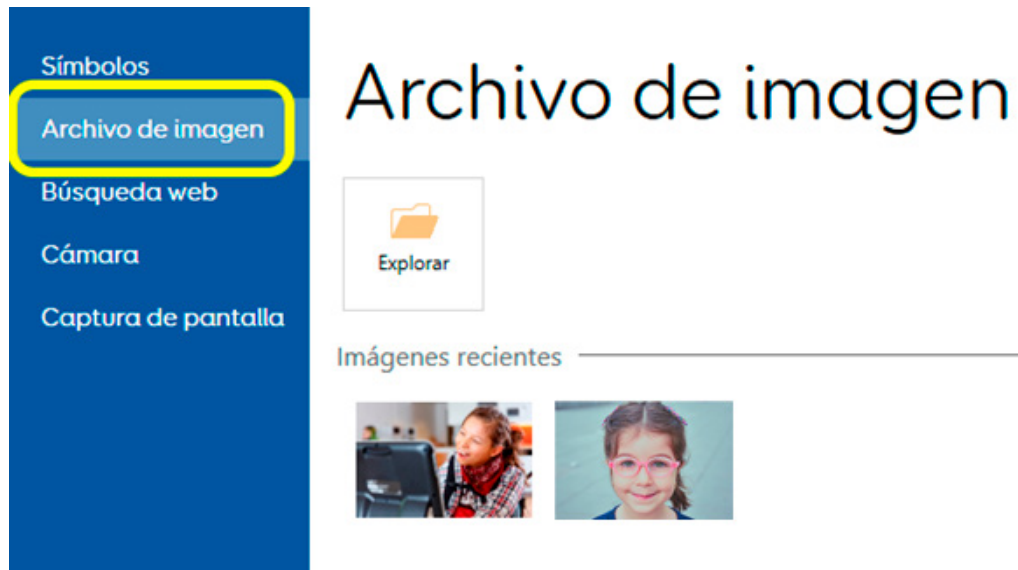 Símbolos
Archivo de imagen
Búsqueda web
Cámara
Captura de pantalla
Archivo de imagen
Explorar
Imágenes recientes